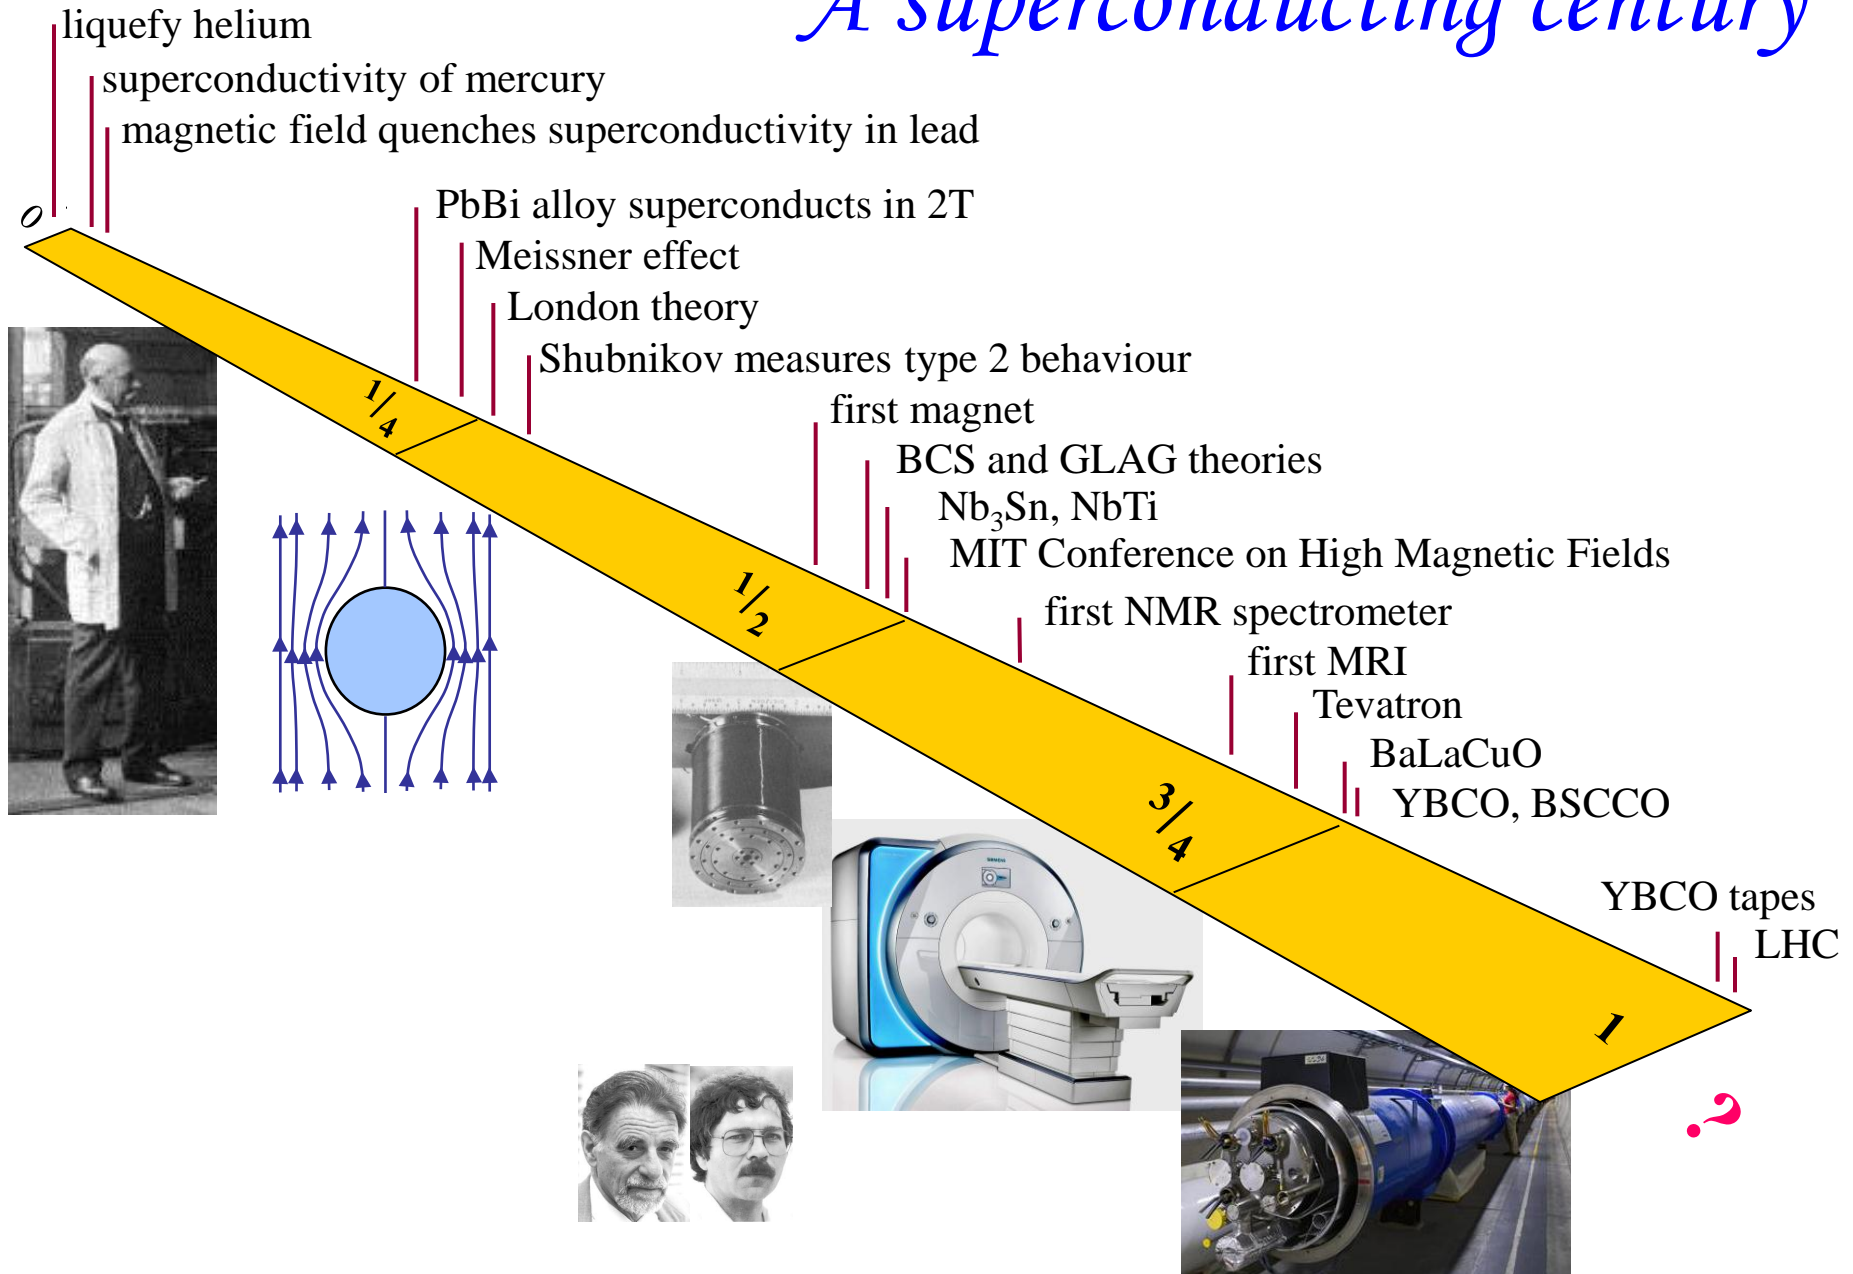 A superconducting century
liquefy helium
superconductivity of mercury
magnetic field quenches superconductivity in lead
0
PbBi alloy superconducts in 2T
Meissner effect
London theory
Shubnikov measures type 2 behaviour
1/4
first magnet
BCS and GLAG theories
Nb₃Sn, NbTi
MIT Conference on High Magnetic Fields
1/2
first NMR spectrometer
first MRI
Tevatron
BaLaCuO
YBCO, BSCCO
3/4
YBCO tapes
LHC
1
?